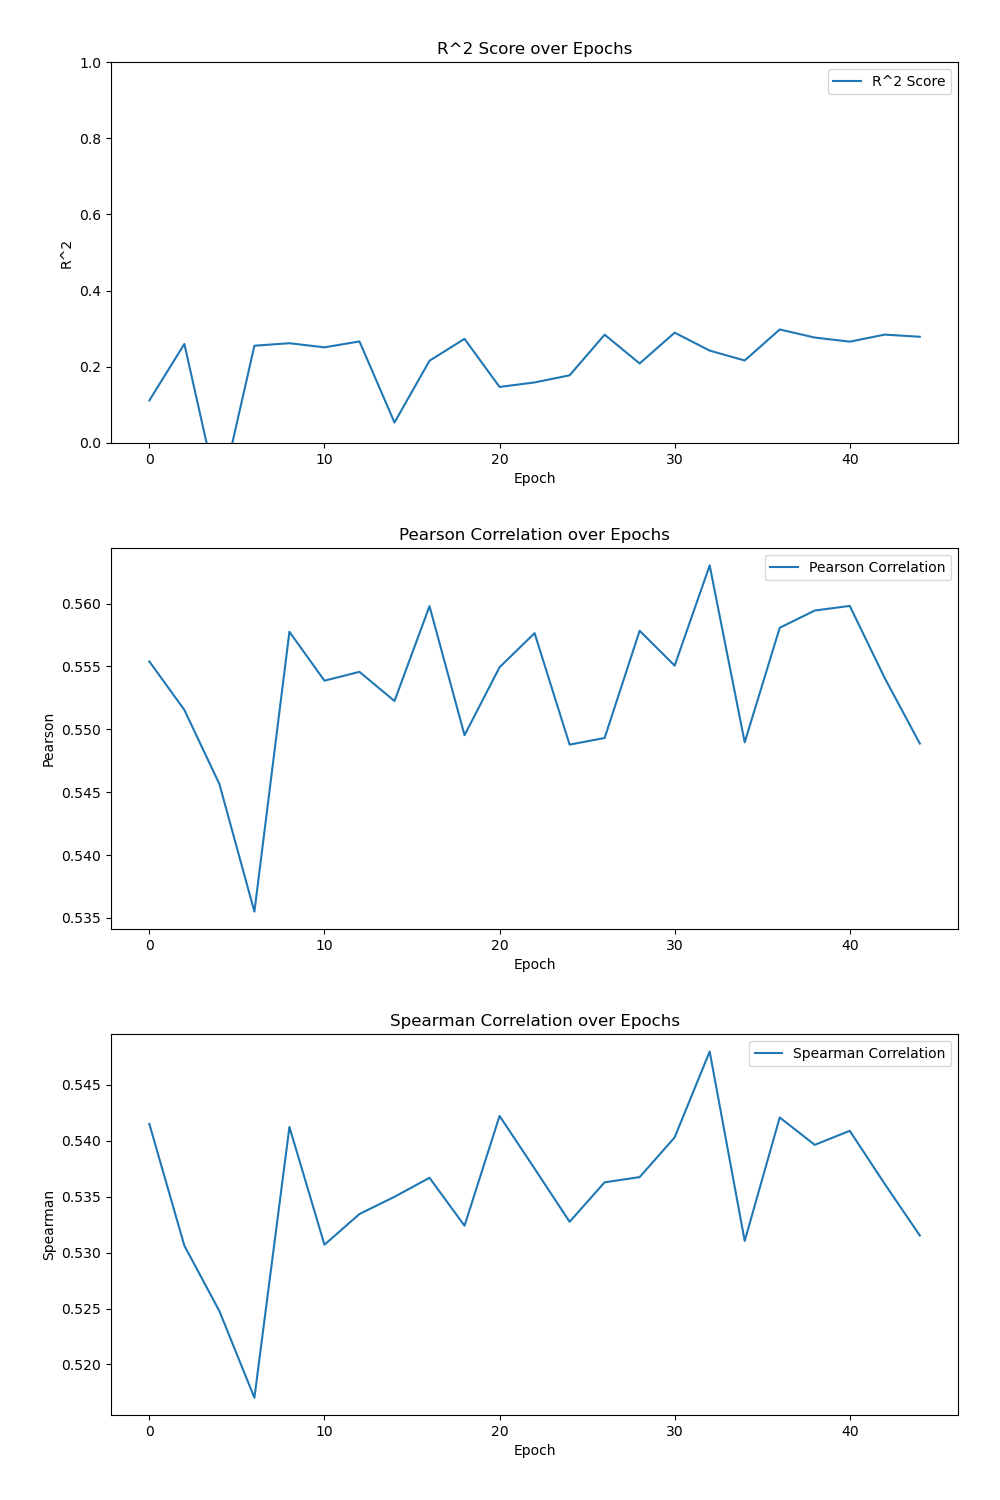 R^2 Score over Epochs
1.0
R^2 Score
0.8
0.6
R^2
0.4
0.2
0.0
0 10 20 30 40
Epoch
Pearson Correlation over Epochs
Pearson Correlation
0.560
0.555
0.550
Pearson
0.545
0.540
0.535
0 10 20 30 40
Epoch
Spearman Correlation over Epochs
Spearman Correlation
0.545
0.540
0.535
Spearman
0.530
0.525
0.520
0 10 20 30 40
Epoch